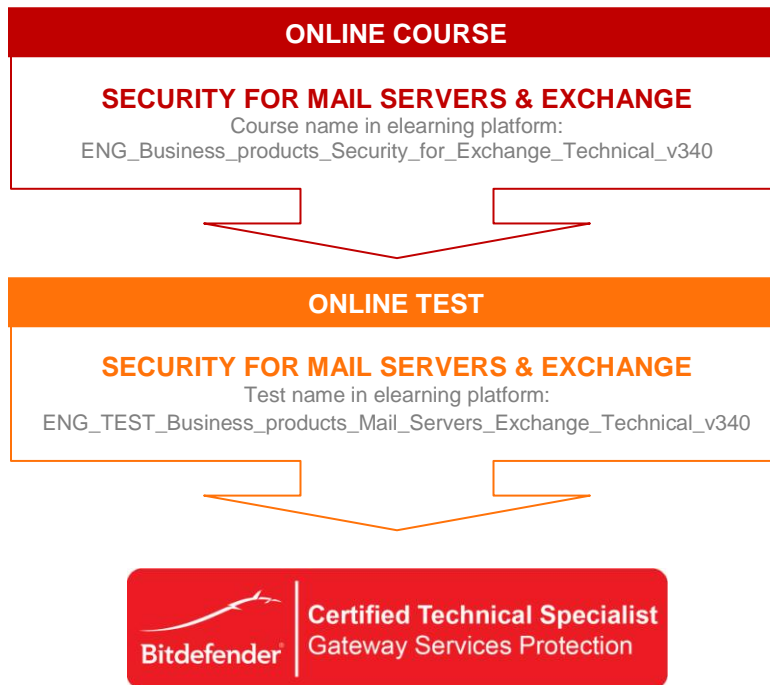 ONLINE COURSE
SECURITY FOR MAIL SERVERS & EXCHANGE
Course name in elearning platform:
ENG_Business_products_Security_for_Exchange_Technical_v340
ONLINE TEST
SECURITY FOR MAIL SERVERS & EXCHANGE
Test name in elearning platform:
ENG_TEST_Business_products_Mail_Servers_Exchange_Technical_v340
Bitdefender®
Certified Technical Specialist
Gateway Services Protection